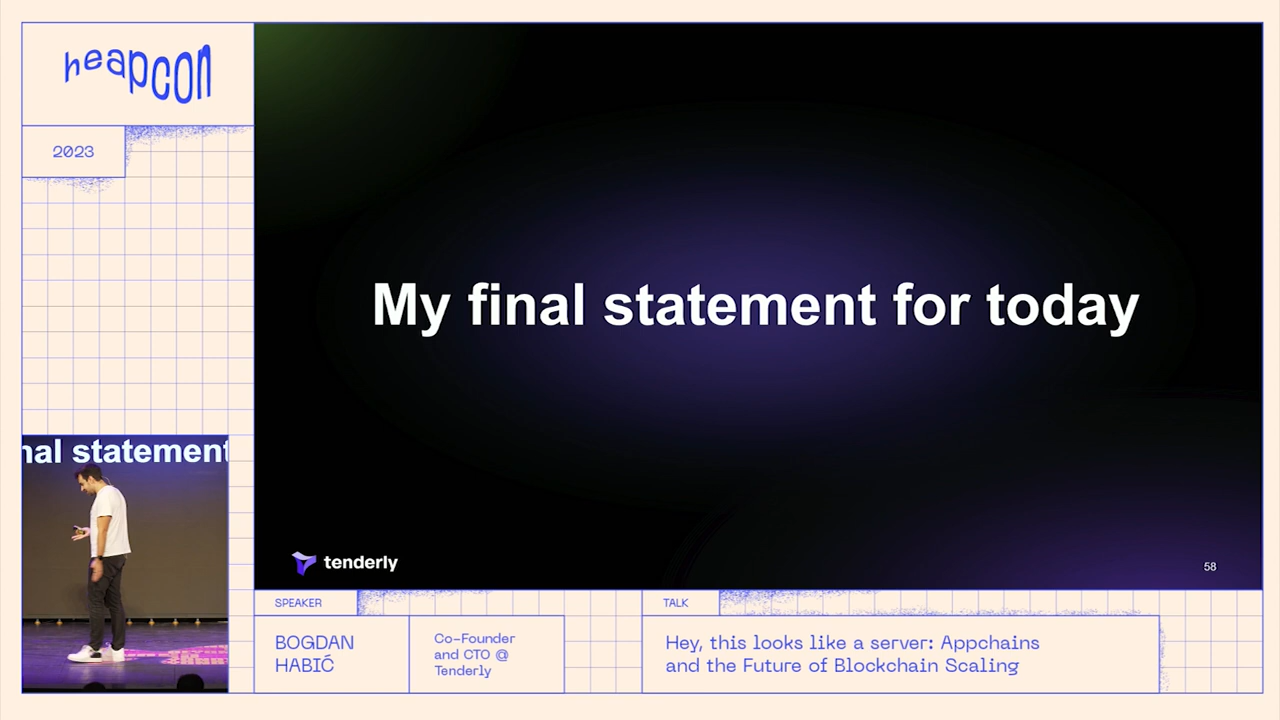 heapcon
2023
My final statement for today
nal statement
tenderly
58
SPEAKER
TALK
BOGDAN
HABIĆ
Co-Founder
and CTO @
Tenderly
Hey, this looks like a server: Appchains
and the Future of Blockchain Scaling